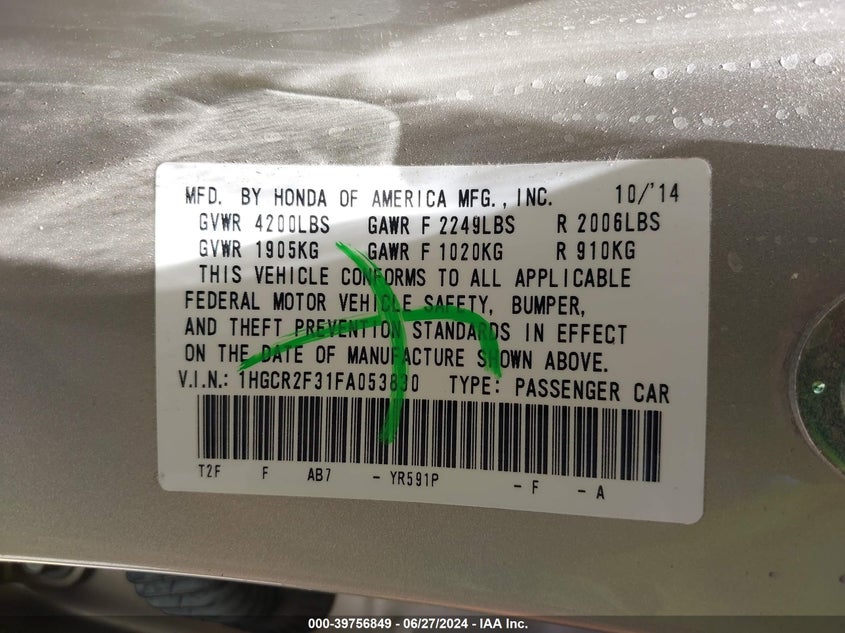 MFD. BY HONDA OF AMERICA MFG., INC. 10/'14
GVWR 4200LBS GAWR F 2249LBS R 2006LBS
GVWR 1905KG GAWR F 1020KG R 910KG
THIS VEHICLE CONFORMS TO ALL APPLICABLE
FEDERAL MOTOR VEHICLE SAFETY, BUMPER,
AND THEFT PREVENTION STANDARDS IN EFFECT
ON THE DATE OF MANUFACTURE SHOWN ABOVE.
V.I.N.: 1HGCR2F31FA053830 TYPE: PASSENGER CAR
T2F F AB7 - YR591P - F - A
000-39756849 - 06/27/2024 - IAA Inc.